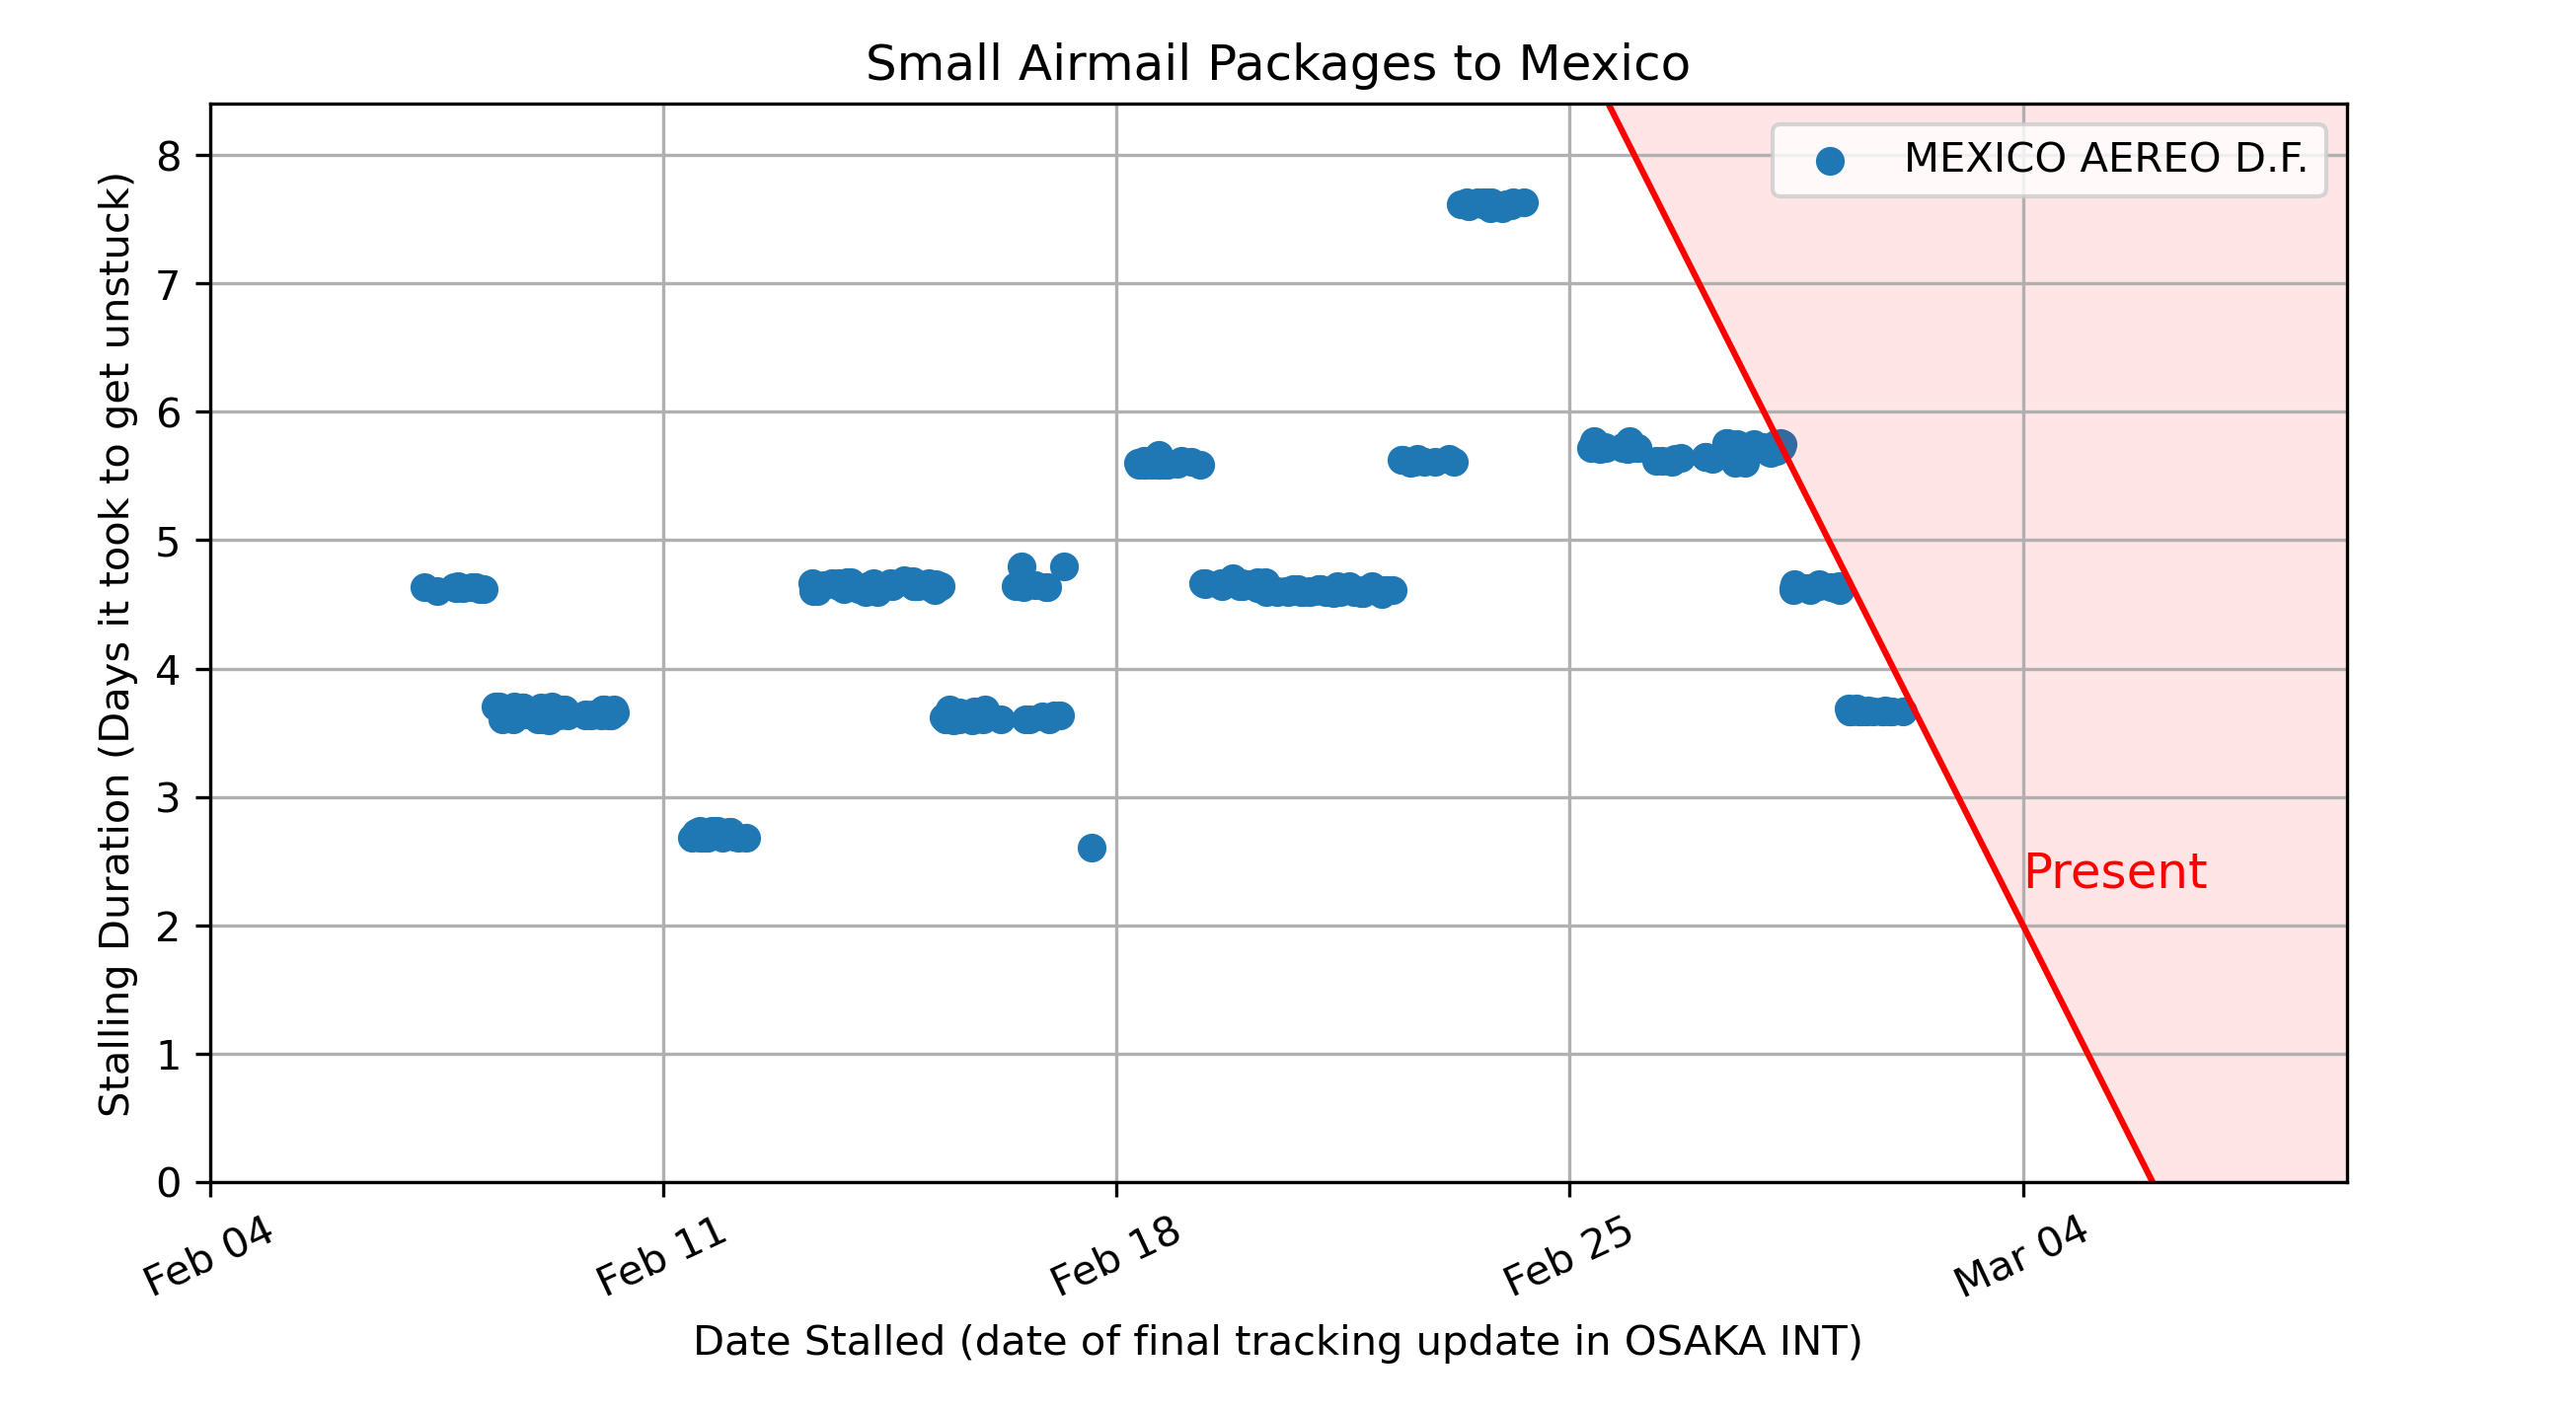 Small Airmail Packages to Mexico
MEXICO AEREO D.F.
Stalling Duration (Days it took to get unstuck)
8
7
6
5
4
3
2
1
0
Present
Feb 04
Feb 11
Feb 18
Feb 25
Mar 04
Date Stalled (date of final tracking update in OSAKA INT)